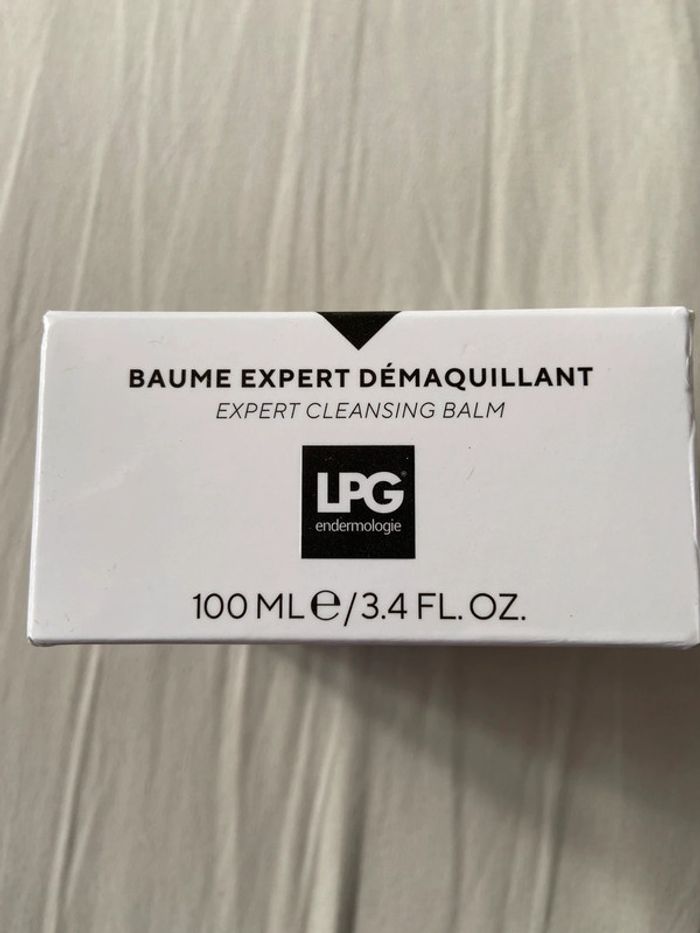 BAUME EXPERT DÉMAQUILLANT
EXPERT CLEANSING BALM
LPG®
endermologie
100 ML℮/3.4 FL. OZ.